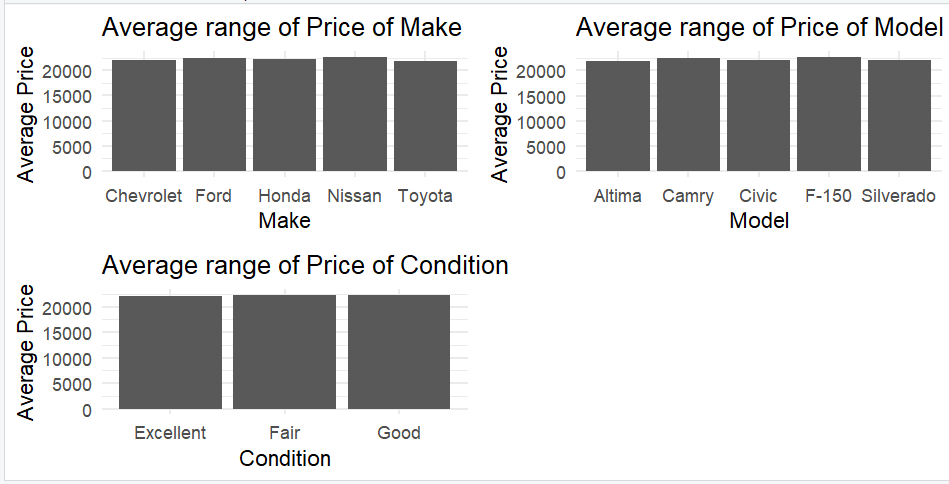 Average range of Price of Make
Average Price
20000
15000
10000
5000
0
Chevrolet Ford Honda Nissan Toyota
Make
Average range of Price of Model
Average Price
20000
15000
10000
5000
0
Altima Camry Civic F-150 Silverado
Model
Average range of Price of Condition
Average Price
20000
15000
10000
5000
0
Excellent Fair Good
Condition